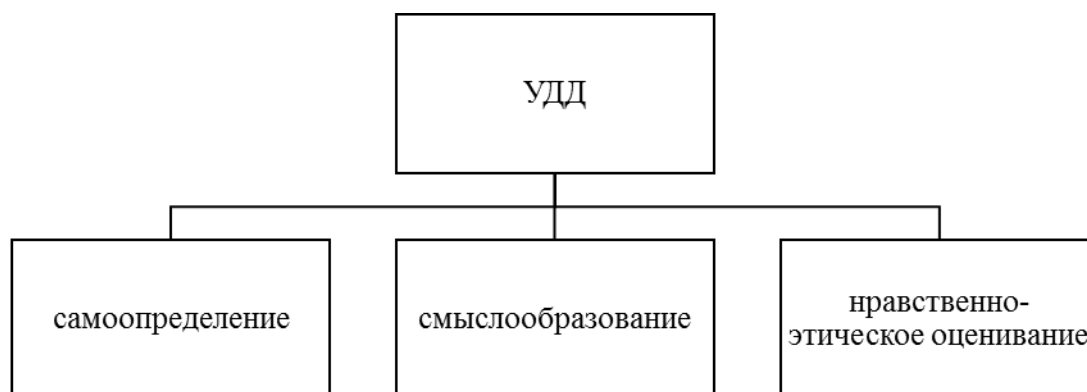 УДД
самоопределение
смыслообразование
нравственно-
этическое оценивание